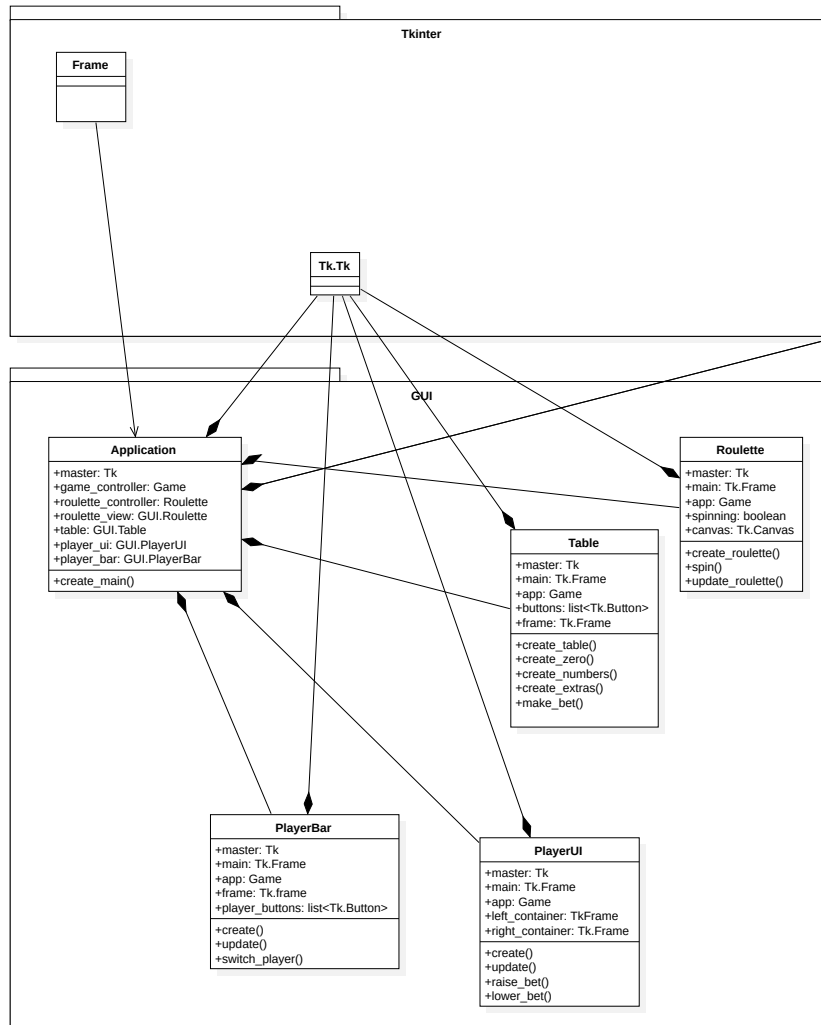 Tkinter
Frame
Tk.Tk
GUI
Application
+master: Tk
+game_controller: Game
+roulette_controller: Roulette
+roulette_view: GUI.Roulette
+table: GUI.Table
+player_ui: GUI.PlayerUI
+player_bar: GUI.PlayerBar
+create_main()
Roulette
+master: Tk
+main: Tk.Frame
+app: Game
+spinning: boolean
+canvas: Tk.Canvas
+create_roulette()
+spin()
+update_roulette()
Table
+master: Tk
+main: Tk.Frame
+app: Game
+buttons: list<Tk.Button>
+frame: Tk.Frame
+create_table()
+create_zero()
+create_numbers()
+create_extras()
+make_bet()
PlayerBar
+master: Tk
+main: Tk.Frame
+app: Game
+frame: Tk.frame
+player_buttons: list<Tk.Button>
+create()
+update()
+switch_player()
PlayerUI
+master: Tk
+main: Tk.Frame
+app: Game
+left_container: TkFrame
+right_container: Tk.Frame
+create()
+update()
+raise_bet()
+lower_bet()